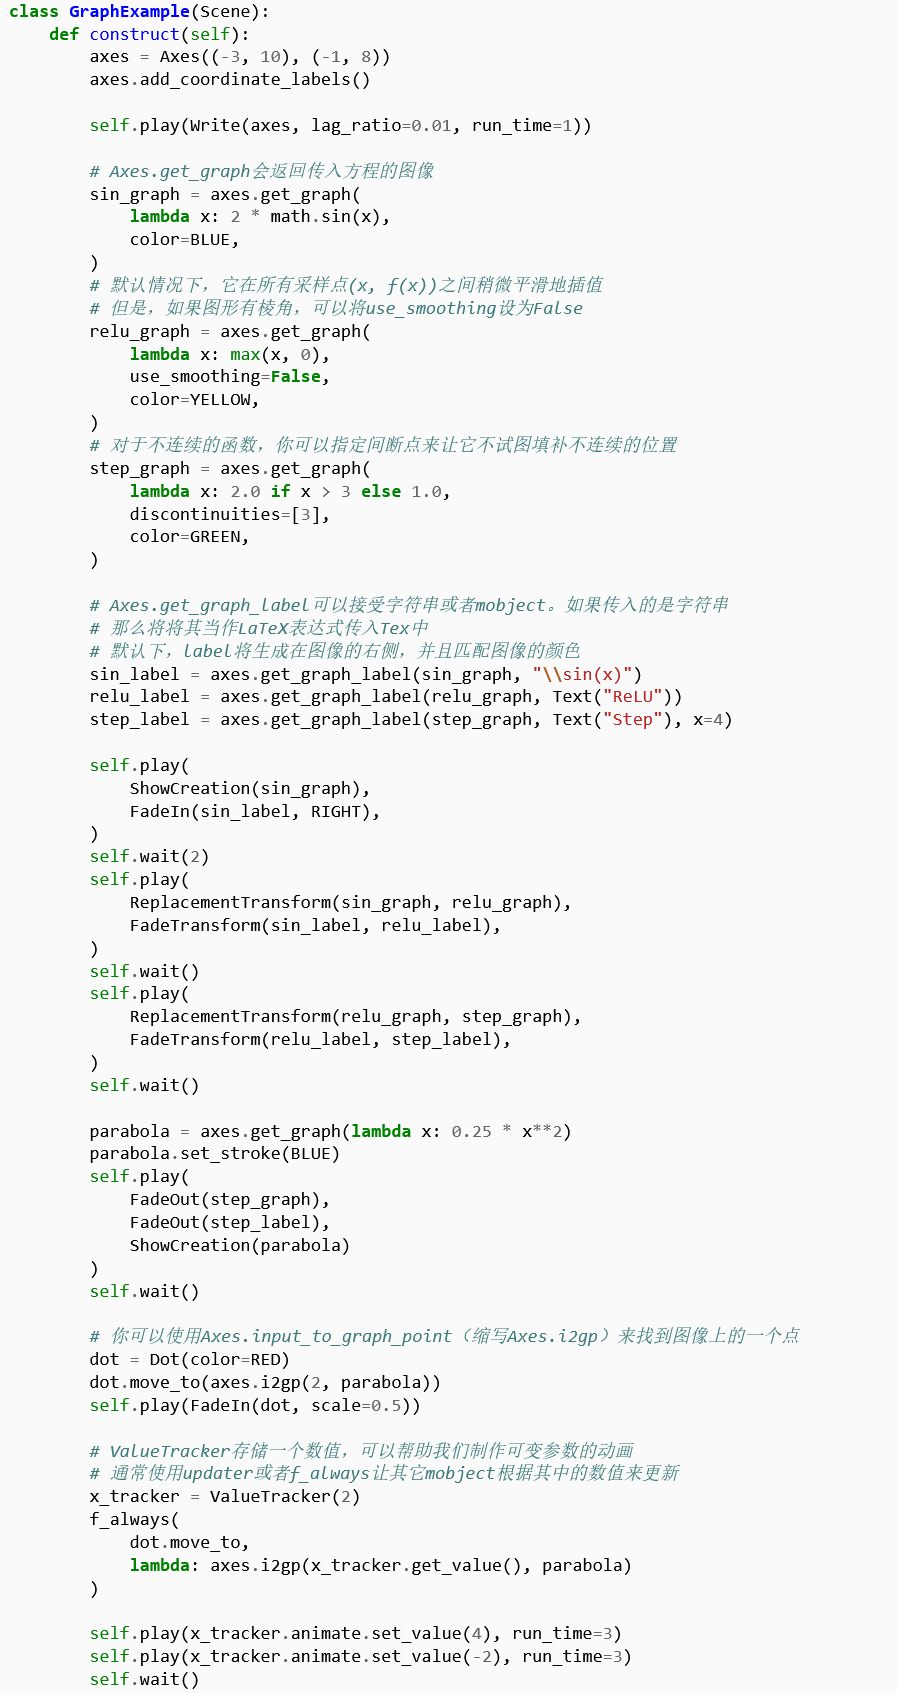 class GraphExample(Scene):
    def construct(self):
        axes = Axes((-3, 10), (-1, 8))
        axes.add_coordinate_labels()

        self.play(Write(axes, lag_ratio=0.01, run_time=1))

        # Axes.get_graph会返回传入方程的图像
        sin_graph = axes.get_graph(
            lambda x: 2 * math.sin(x),
            color=BLUE,
        )
        # 默认情况下，它在所有采样点(x, f(x))之间稍微平滑地插值
        # 但是，如果图形有棱角，可以将use_smoothing设为False
        relu_graph = axes.get_graph(
            lambda x: max(x, 0),
            use_smoothing=False,
            color=YELLOW,
        )
        # 对于不连续的函数，你可以指定间断点来让它不试图填补不连续的位置
        step_graph = axes.get_graph(
            lambda x: 2.0 if x > 3 else 1.0,
            discontinuities=[3],
            color=GREEN,
        )

        # Axes.get_graph_label可以接受字符串或者mobject。如果传入的是字符串
        # 那么将将其当作LaTeX表达式传入Tex中
        # 默认下，label将生成在图像的右侧，并且匹配图像的颜色
        sin_label = axes.get_graph_label(sin_graph, "\\sin(x)")
        relu_label = axes.get_graph_label(relu_graph, Text("ReLU"))
        step_label = axes.get_graph_label(step_graph, Text("Step"), x=4)

        self.play(
            ShowCreation(sin_graph),
            FadeIn(sin_label, RIGHT),
        )
        self.wait(2)
        self.play(
            ReplacementTransform(sin_graph, relu_graph),
            FadeTransform(sin_label, relu_label),
        )
        self.wait()
        self.play(
            ReplacementTransform(relu_graph, step_graph),
            FadeTransform(relu_label, step_label),
        )
        self.wait()

        parabola = axes.get_graph(lambda x: 0.25 * x**2)
        parabola.set_stroke(BLUE)
        self.play(
            FadeOut(step_graph),
            FadeOut(step_label),
            ShowCreation(parabola)
        )
        self.wait()

        # 你可以使用Axes.input_to_graph_point（缩写Axes.i2gp）来找到图像上的一个点
        dot = Dot(color=RED)
        dot.move_to(axes.i2gp(2, parabola))
        self.play(FadeIn(dot, scale=0.5))

        # ValueTracker存储一个数值，可以帮助我们制作可变参数的动画
        # 通常使用updater或者f_always让其它mobject根据其中的数值来更新
        x_tracker = ValueTracker(2)
        f_always(
            dot.move_to,
            lambda: axes.i2gp(x_tracker.get_value(), parabola)
        )

        self.play(x_tracker.animate.set_value(4), run_time=3)
        self.play(x_tracker.animate.set_value(-2), run_time=3)
        self.wait()